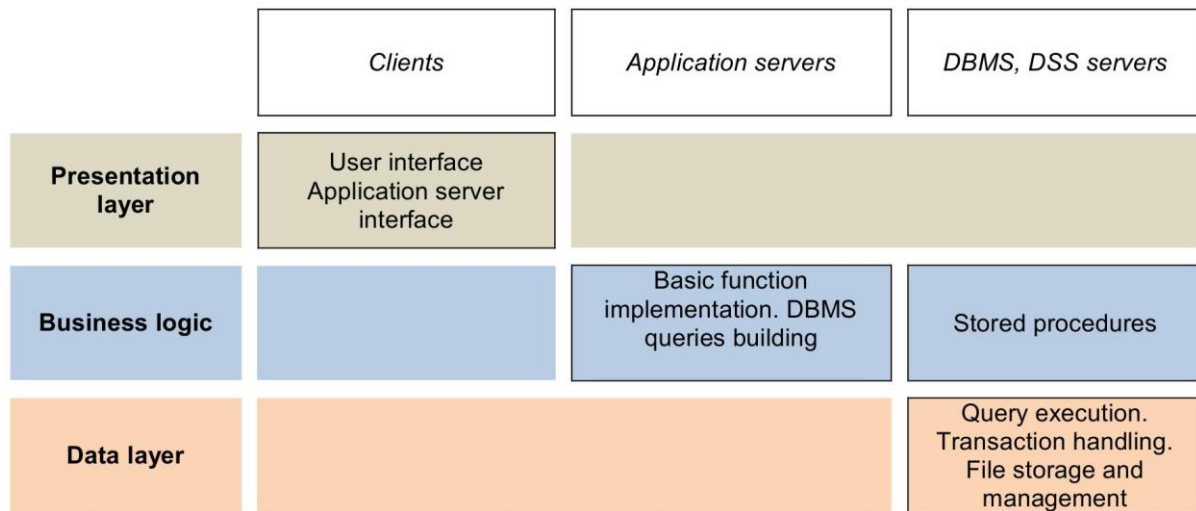 Clients
Application servers
DBMS, DSS servers
Presentation
layer
User interface
Application server
interface
Business logic
Basic function
implementation. DBMS
queries building
Stored procedures
Data layer
Query execution.
Transaction handling.
File storage and
management